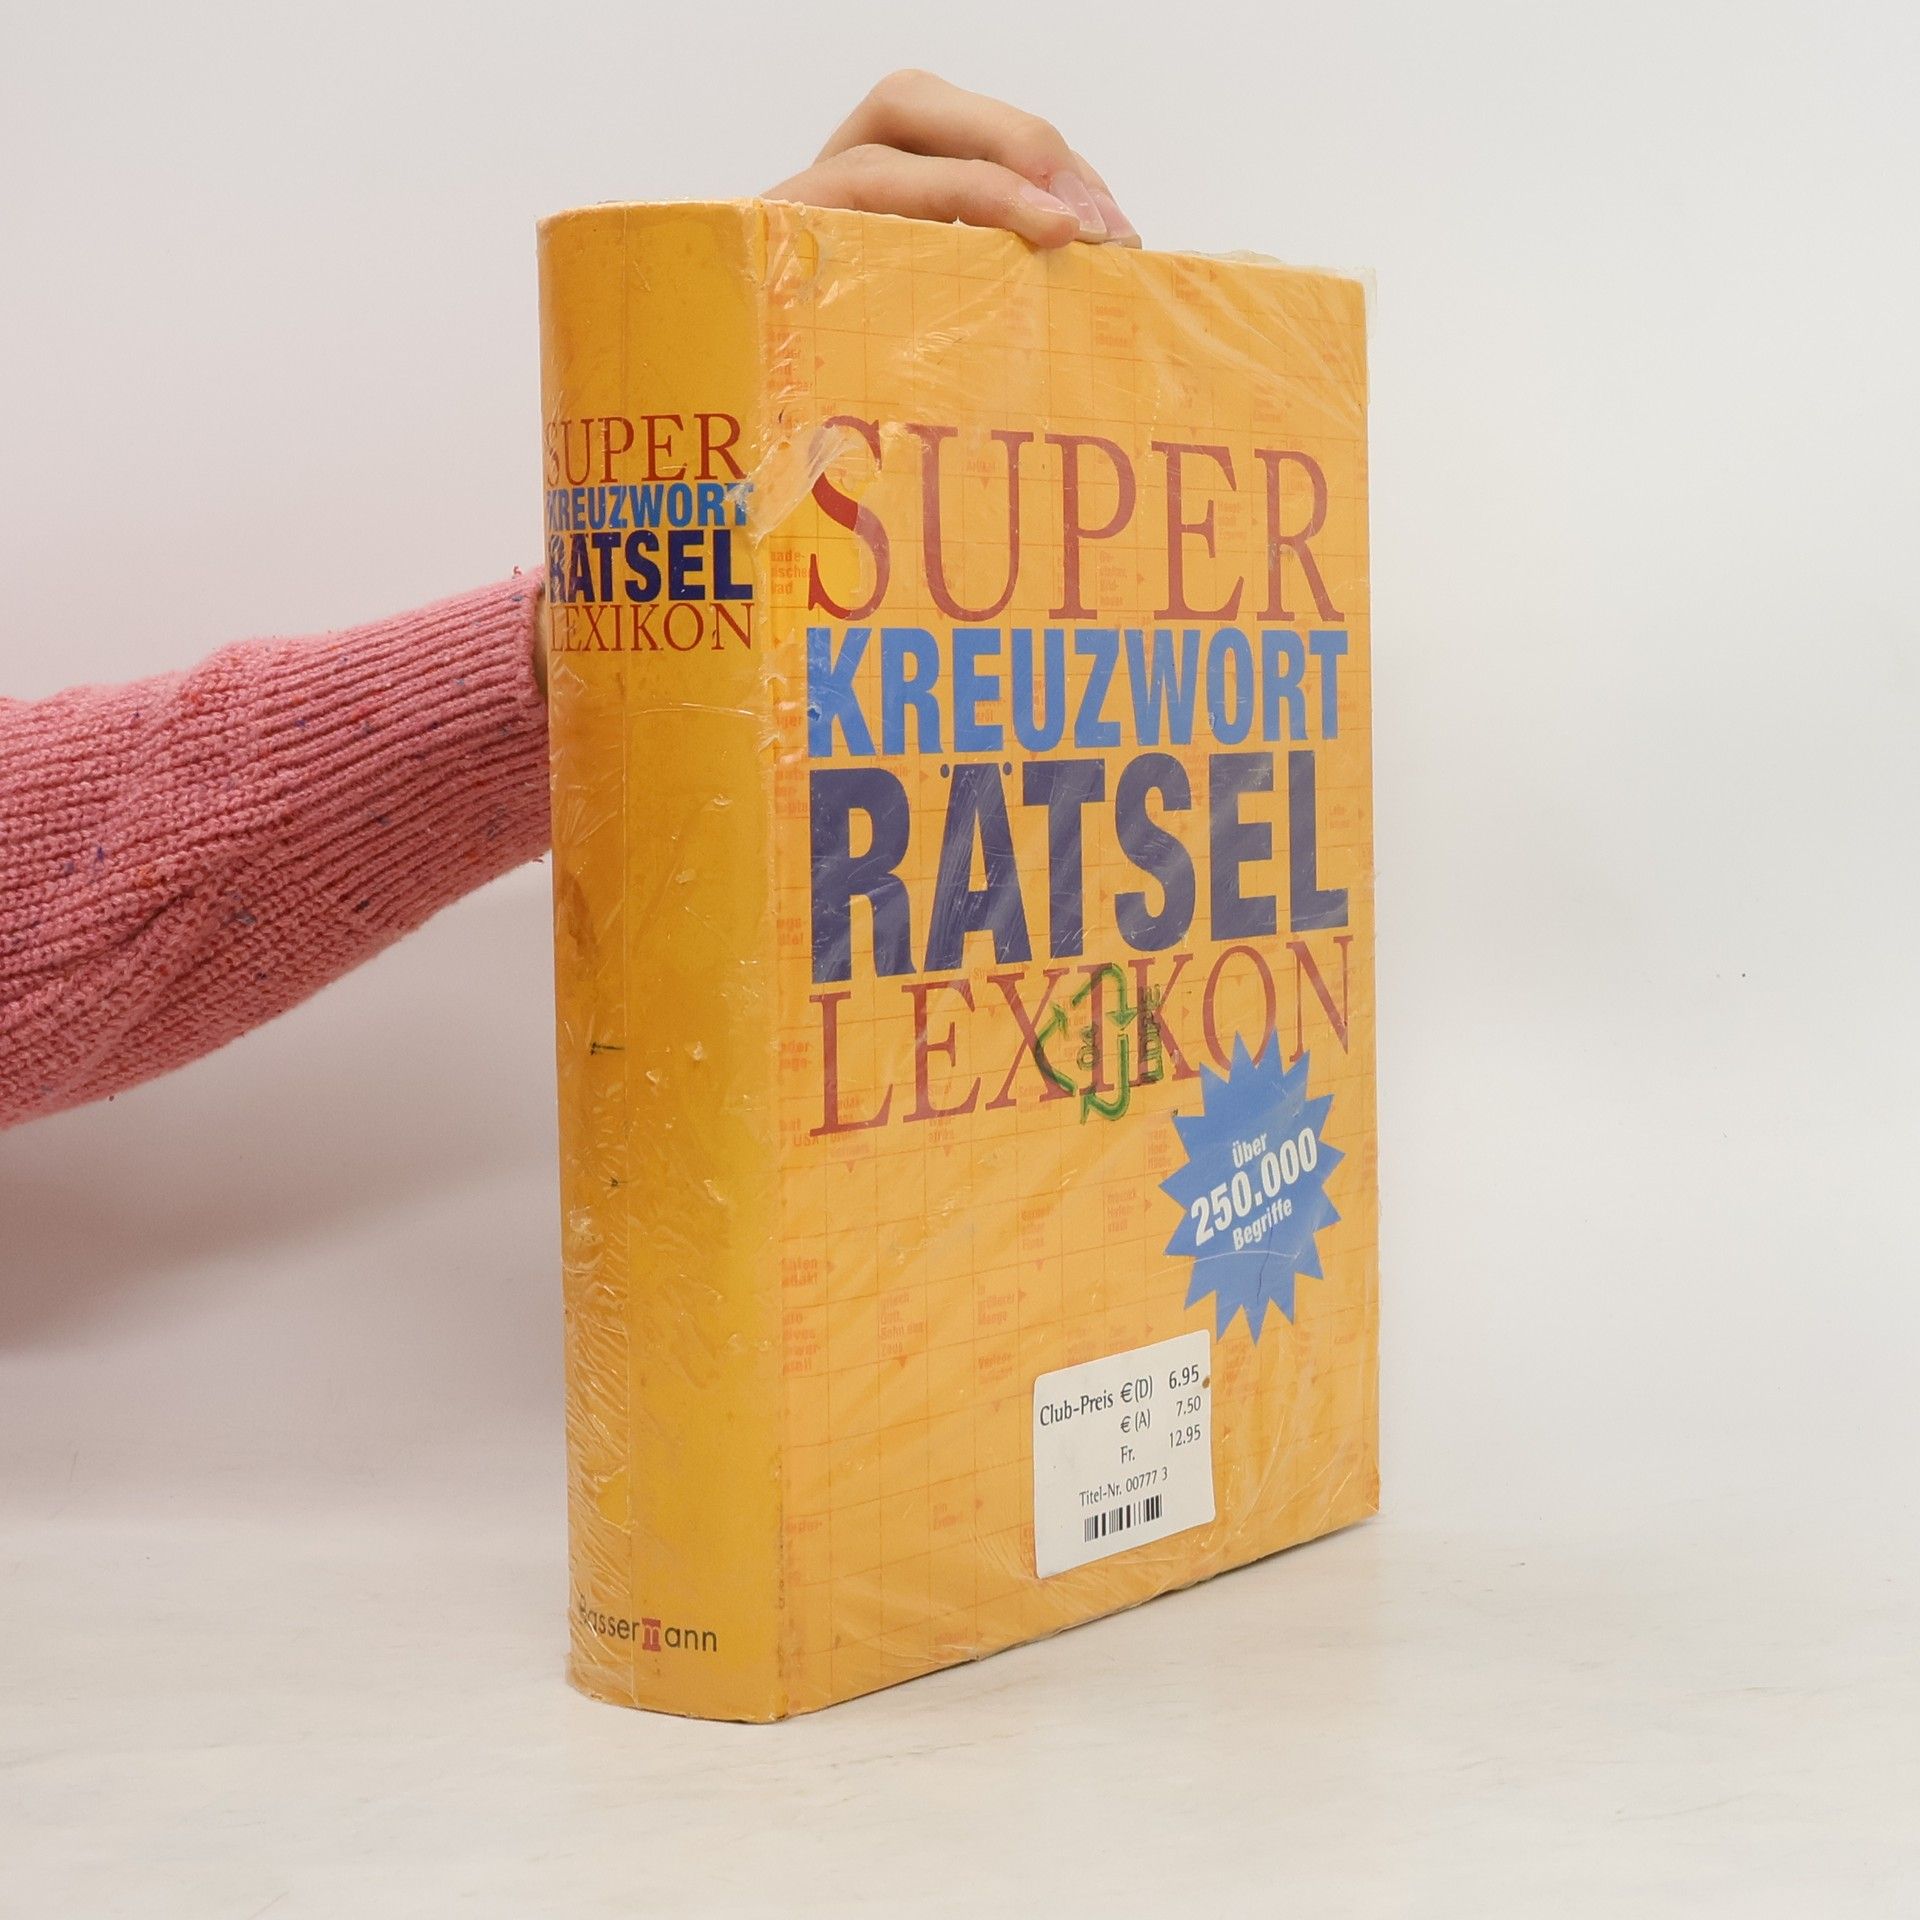 SUPER
KREUZWORT
RÄTSEL
LEXIKON
Bassermann
SUPER
KREUZWORT
RÄTSEL
LEXIKON
Über
250.000
Begriffe
Club-Preis €(D) 6.95
€(A) 7.50
Fr. 12.95
Titel-Nr. 00777 3